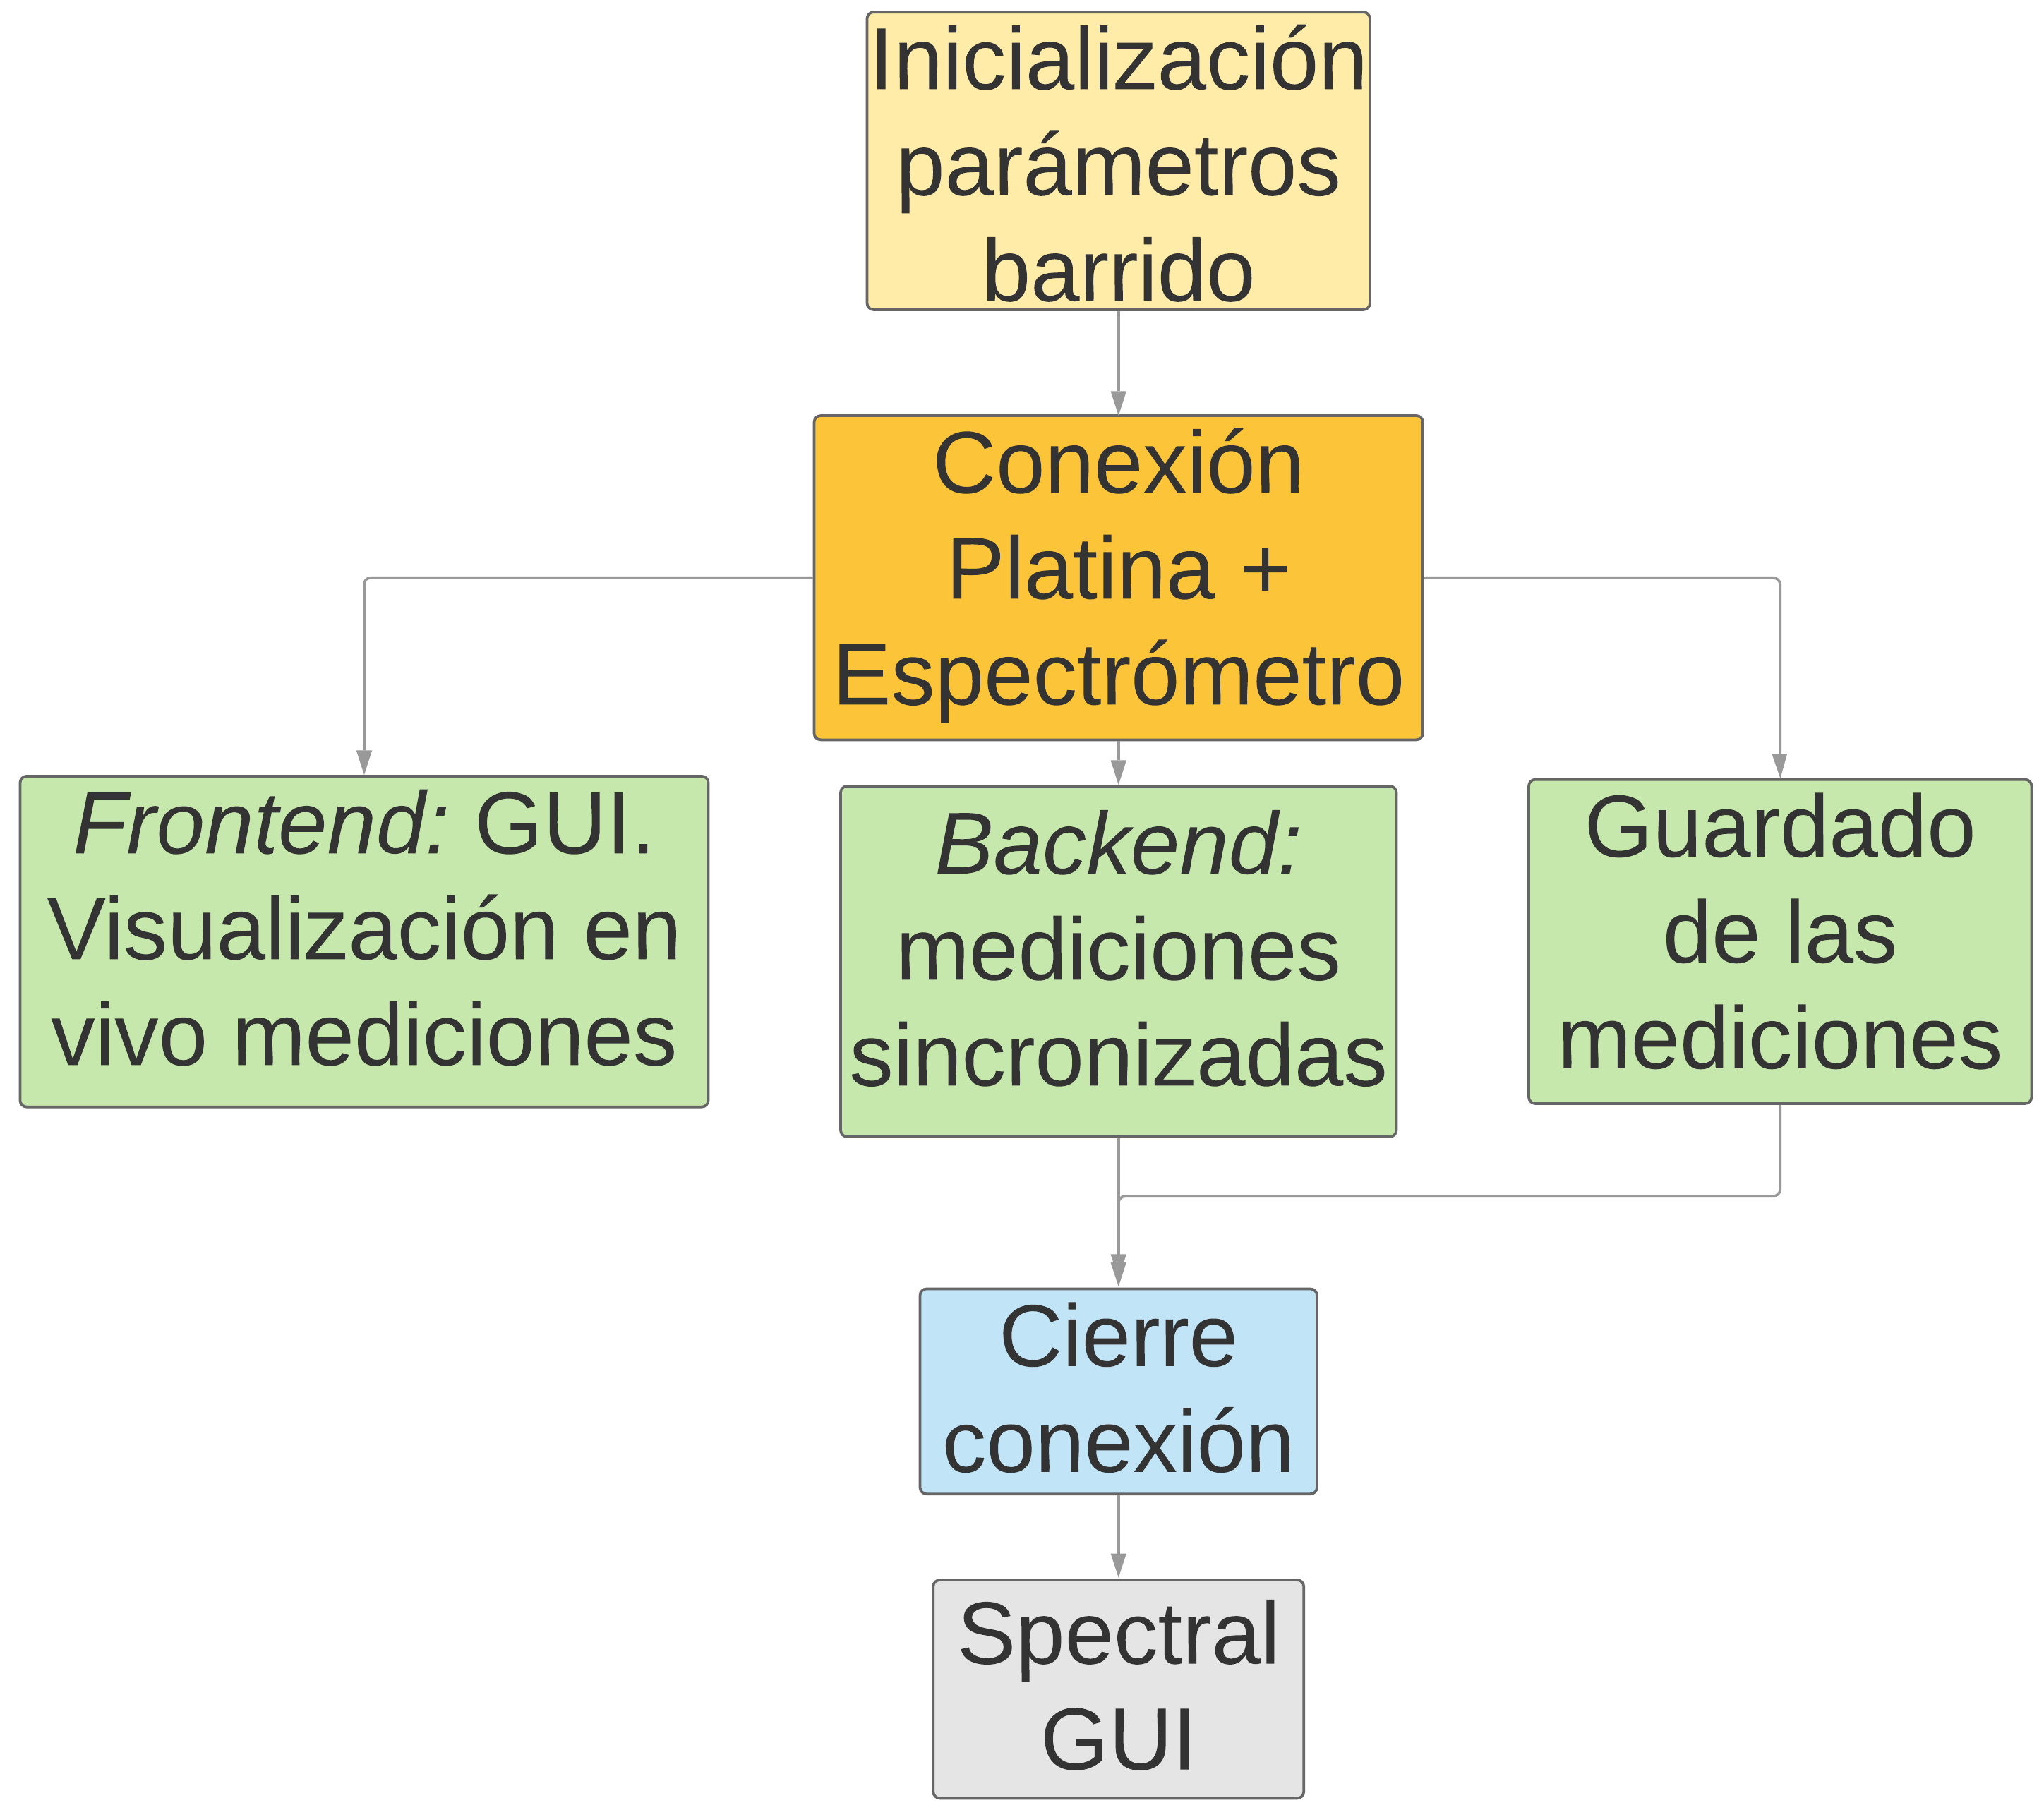 Inicialización
parámetros
barrido
Conexión
Platina +
Espectrómetro
Frontend: GUI.
Visualización en
vivo mediciones
Backend:
mediciones
sincronizadas
Guardado
de las
mediciones
Cierre
conexión
Spectral
GUI